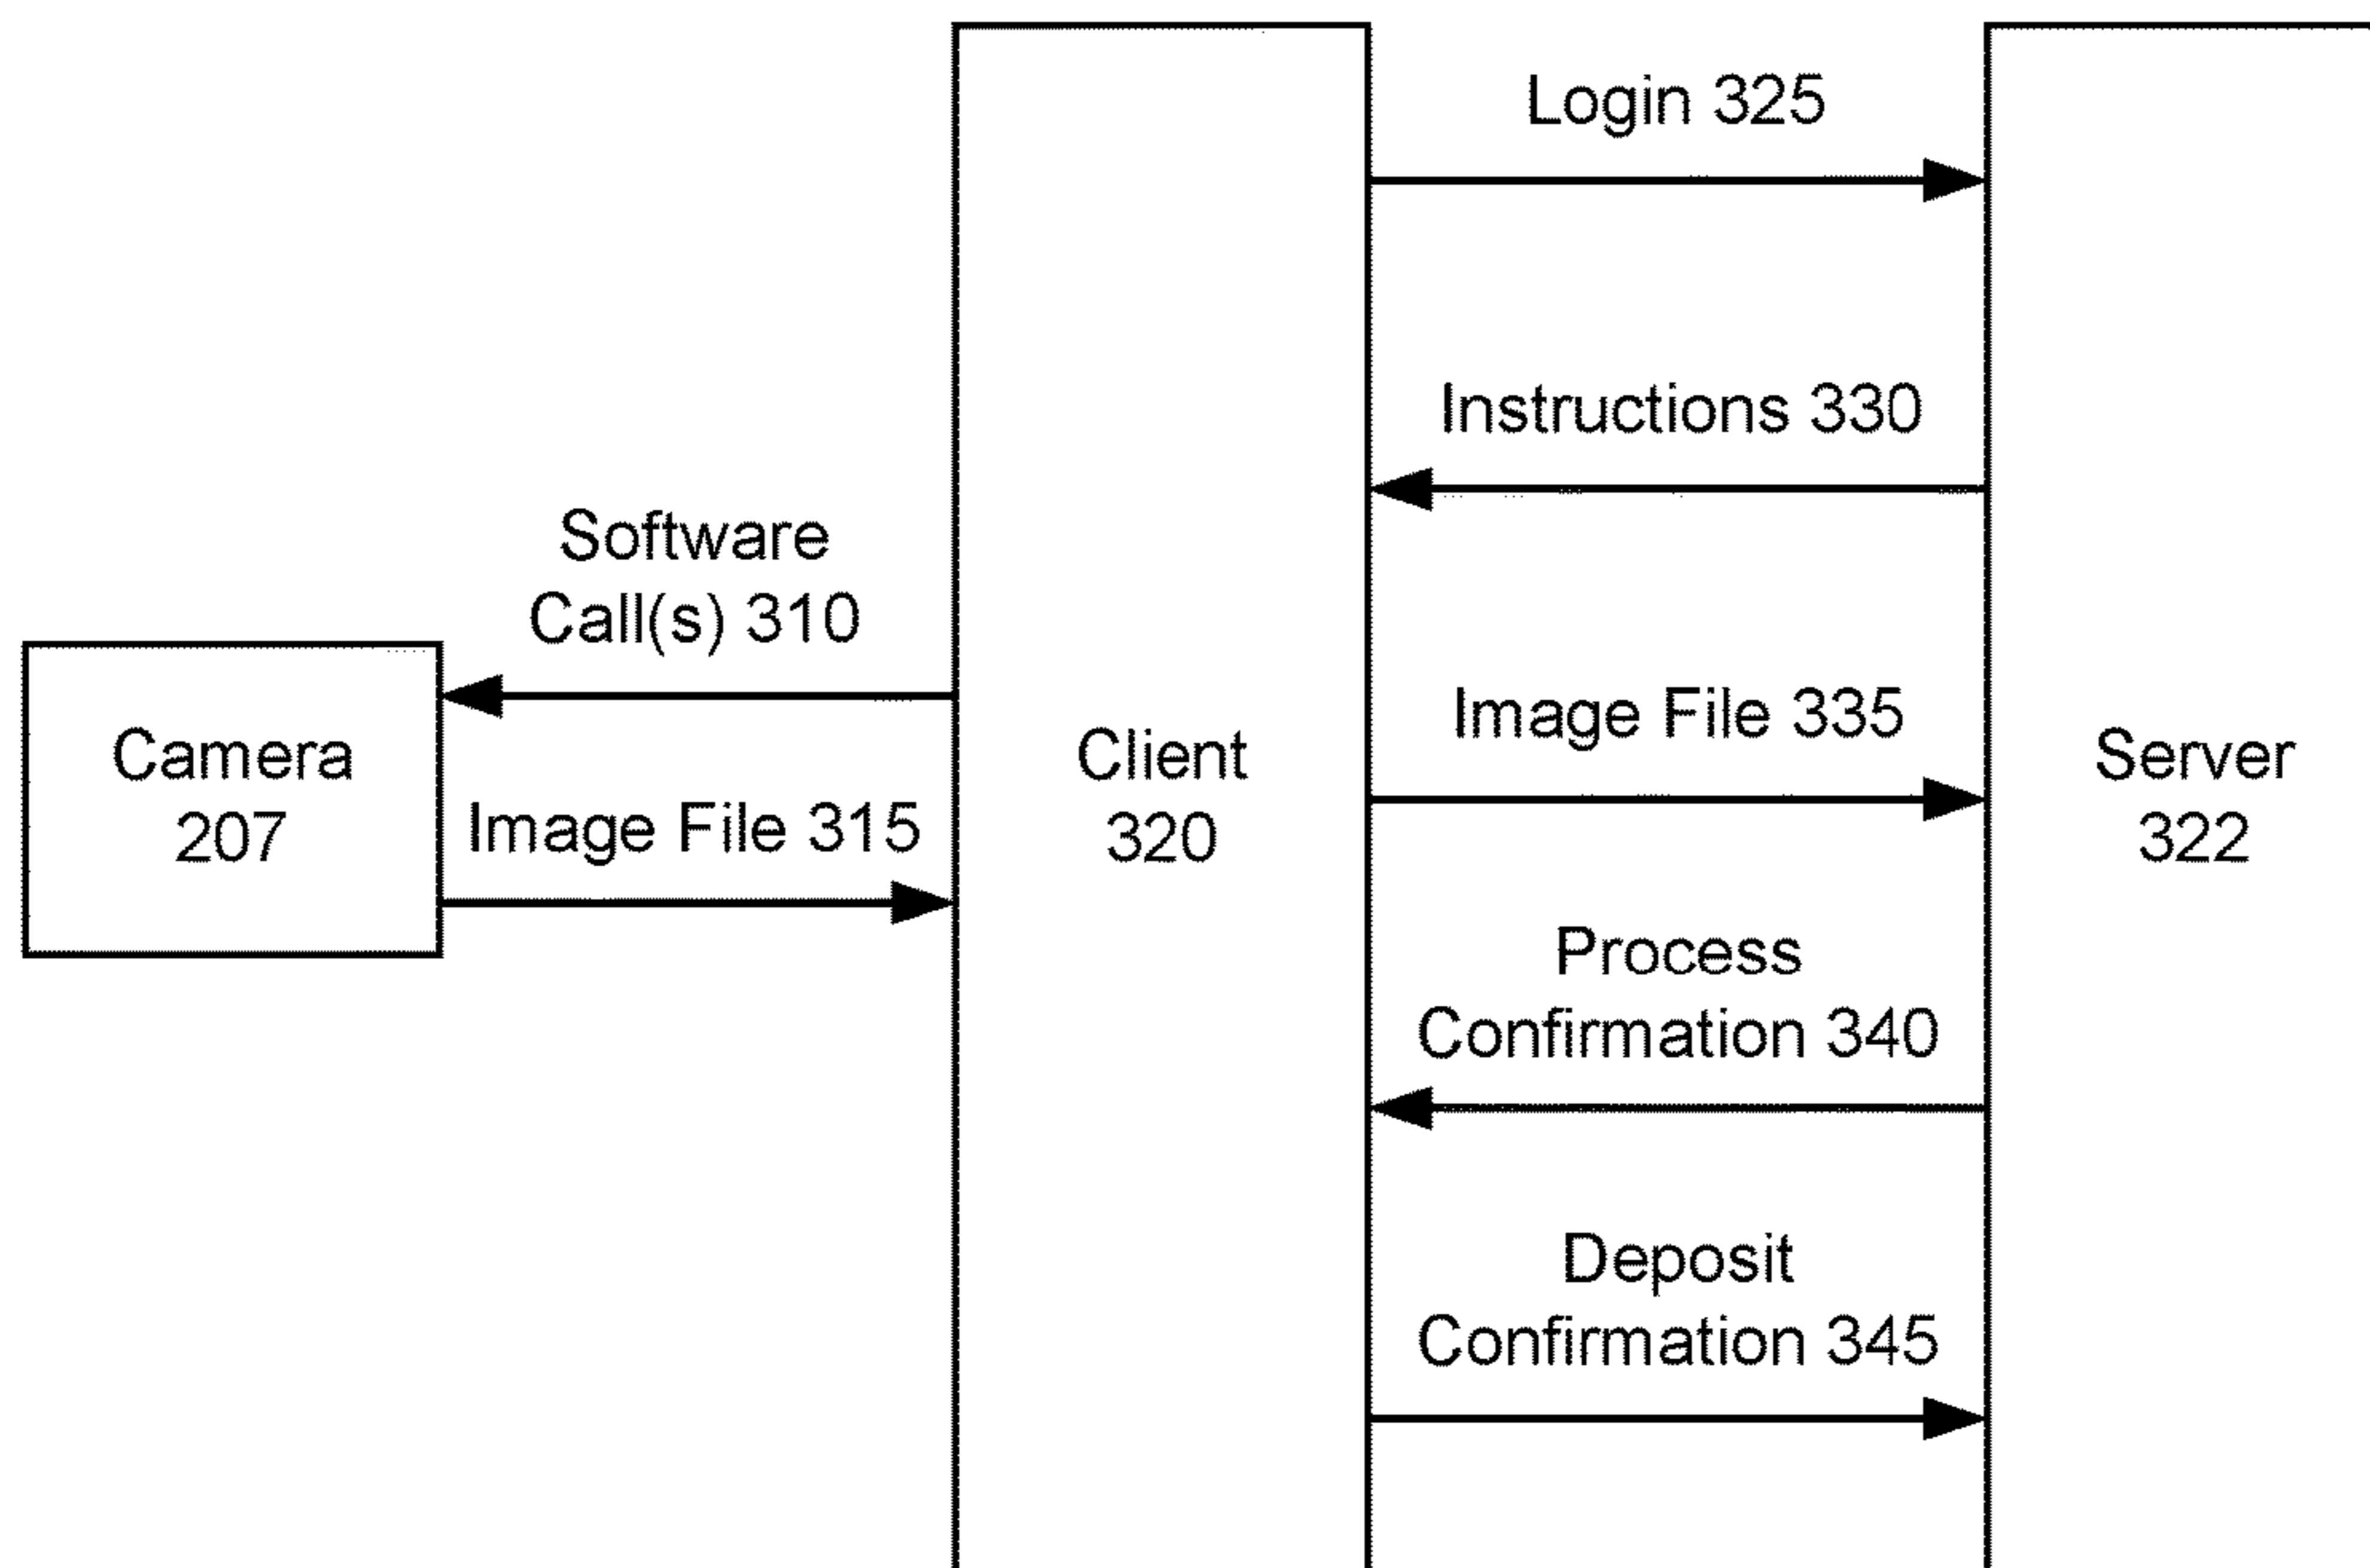 Login 325
Instructions 330
Software
Call(s) 310
Image File 335
Camera
207
Image File 315
Client
320
Server
322
Process
Confirmation 340
Deposit
Confirmation 345